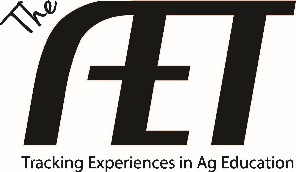 The
AET
Tracking Experiences in Ag Education